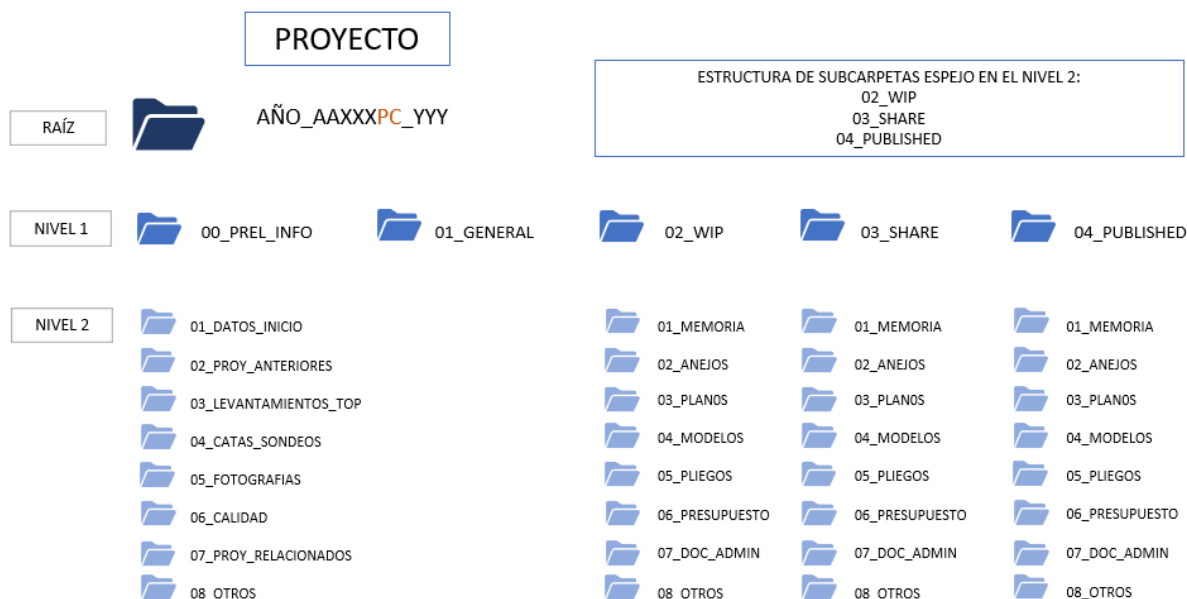 PROYECTO
ESTRUCTURA DE SUBCARPETAS ESPEJO EN EL NIVEL 2:
02_WIP
03_SHARE
04_PUBLISHED
RAÍZ
AÑO_AAXXXPC_YYY
NIVEL 1
00_PREL_INFO
01_GENERAL
02_WIP
03_SHARE
04_PUBLISHED
NIVEL 2
01_DATOS_INICIO
02_PROY_ANTERIORES
03_LEVANTAMIENTOS_TOP
04_CATAS_SONDEOS
05_FOTOGRAFIAS
06_CALIDAD
07_PROY_RELACIONADOS
08_OTROS
01_MEMORIA
02_ANEJOS
03_PLAN0S
04_MODELOS
05_PLIEGOS
06_PRESUPUESTO
07_DOC_ADMIN
08_OTROS
01_MEMORIA
02_ANEJOS
03_PLAN0S
04_MODELOS
05_PLIEGOS
06_PRESUPUESTO
07_DOC_ADMIN
08_OTROS
01_MEMORIA
02_ANEJOS
03_PLAN0S
04_MODELOS
05_PLIEGOS
06_PRESUPUESTO
07_DOC_ADMIN
08_OTROS